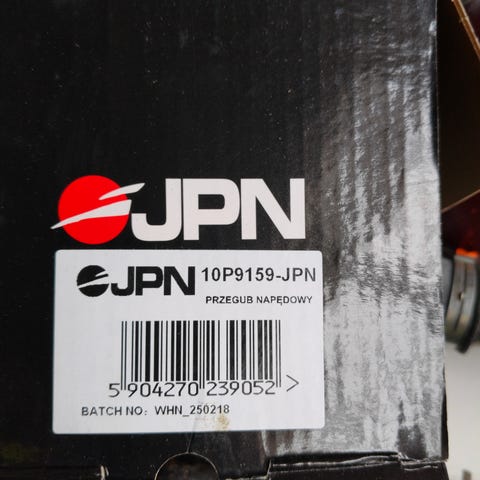 JPN
JPN 10P9159-JPN
PRZEGUB NAPĘDOWY
5 904270 239052 >
BATCH NO: WHN_250218